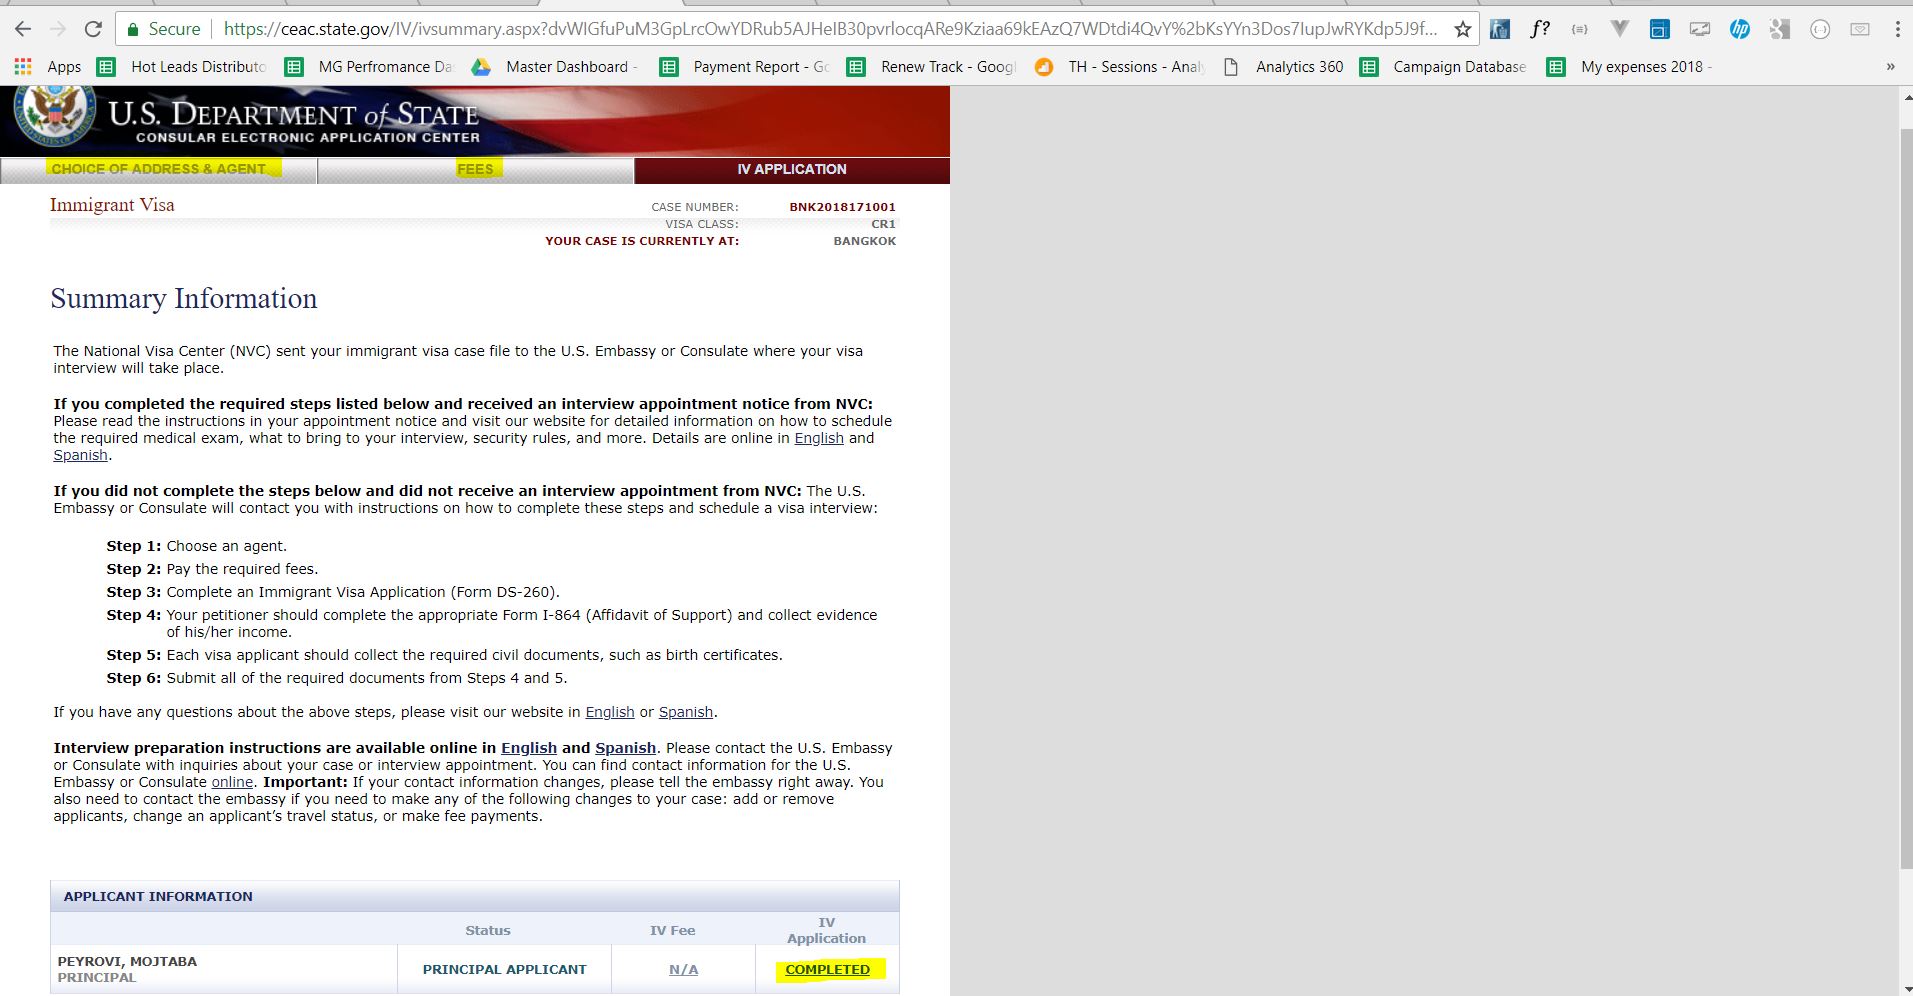 Secure https://ceac.state.gov/IV/ivsummary.aspx?dvWIGfuPuM3GpLrcOwYDRub5AJHeIB30pvrlocqARe9Kziaa69kEAzQ7WDtdi4QvY%2bKsYYn3Dos7IupJwRYKdp5J9f...
Apps Hot Leads Distributo MG Perfromance Da Master Dashboard - Payment Report - Go Renew Track - Googl TH - Sessions - Analy Analytics 360 Campaign Database My expenses 2018 - »
U.S. DEPARTMENT of STATE
CONSULAR ELECTRONIC APPLICATION CENTER
CHOICE OF ADDRESS & AGENT FEES IV APPLICATION
Immigrant Visa
CASE NUMBER: BNK2018171001
VISA CLASS: CR1
YOUR CASE IS CURRENTLY AT: BANGKOK
Summary Information
The National Visa Center (NVC) sent your immigrant visa case file to the U.S. Embassy or Consulate where your visa
interview will take place.
If you completed the required steps listed below and received an interview appointment notice from NVC:
Please read the instructions in your appointment notice and visit our website for detailed information on how to schedule
the required medical exam, what to bring to your interview, security rules, and more. Details are online in English and
Spanish.
If you did not complete the steps below and did not receive an interview appointment from NVC: The U.S.
Embassy or Consulate will contact you with instructions on how to complete these steps and schedule a visa interview:
Step 1: Choose an agent.
Step 2: Pay the required fees.
Step 3: Complete an Immigrant Visa Application (Form DS-260).
Step 4: Your petitioner should complete the appropriate Form I-864 (Affidavit of Support) and collect evidence
of his/her income.
Step 5: Each visa applicant should collect the required civil documents, such as birth certificates.
Step 6: Submit all of the required documents from Steps 4 and 5.
If you have any questions about the above steps, please visit our website in English or Spanish.
Interview preparation instructions are available online in English and Spanish. Please contact the U.S. Embassy
or Consulate with inquiries about your case or interview appointment. You can find contact information for the U.S.
Embassy or Consulate online. Important: If your contact information changes, please tell the embassy right away. You
also need to contact the embassy if you need to make any of the following changes to your case: add or remove
applicants, change an applicant's travel status, or make fee payments.
APPLICANT INFORMATION
Status IV Fee IV
Application
PEYROVI, MOJTABA
PRINCIPAL PRINCIPAL APPLICANT N/A COMPLETED